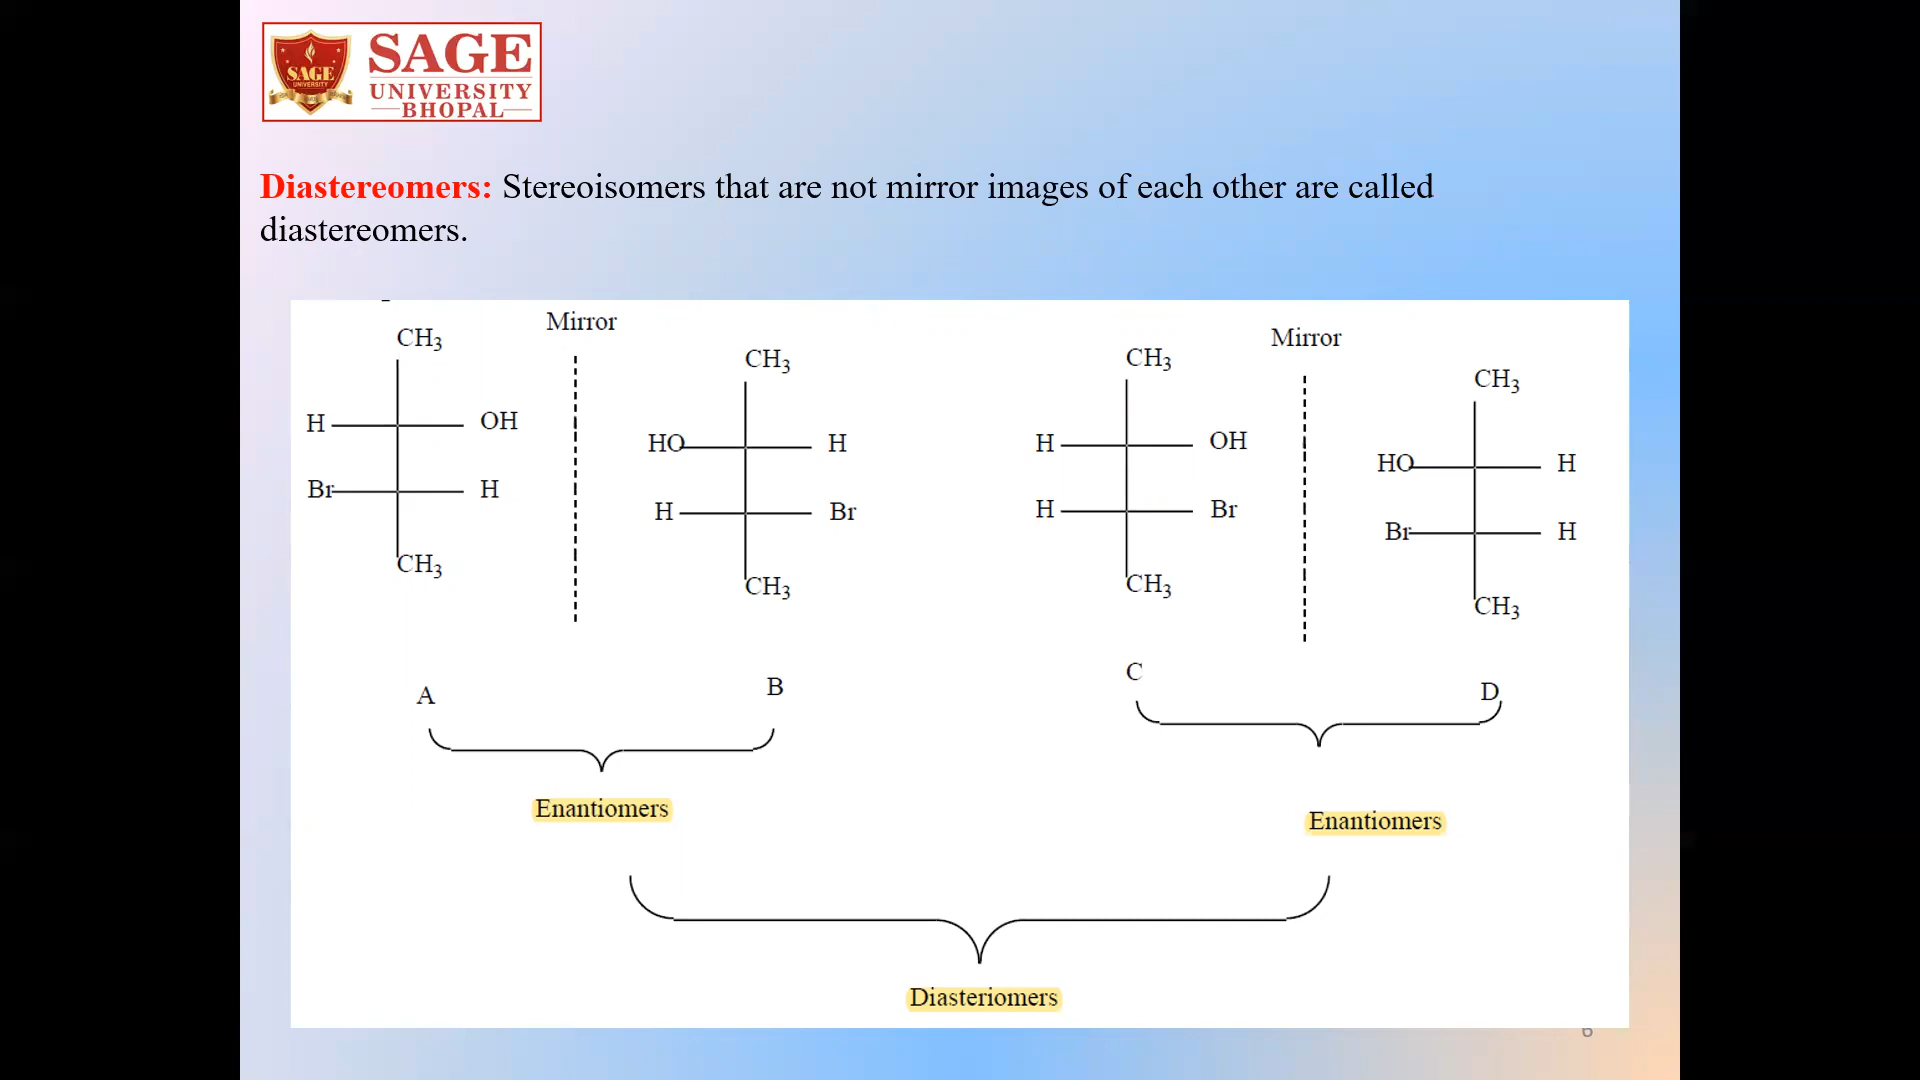 SAGE
UNIVERSITY
SAGE
UNIVERSITY
BHOPAL
Diastereomers: Stereoisomers that are not mirror images of each other are called
diastereomers.
Mirror
CH3
H OH
Br H
CH3
CH3
HO H
H Br
CH3
A B
Enantiomers
Mirror
CH3
H OH
H Br
CH3
CH3
HO H
Br H
CH3
C D
Enantiomers
Diasteriomers
6